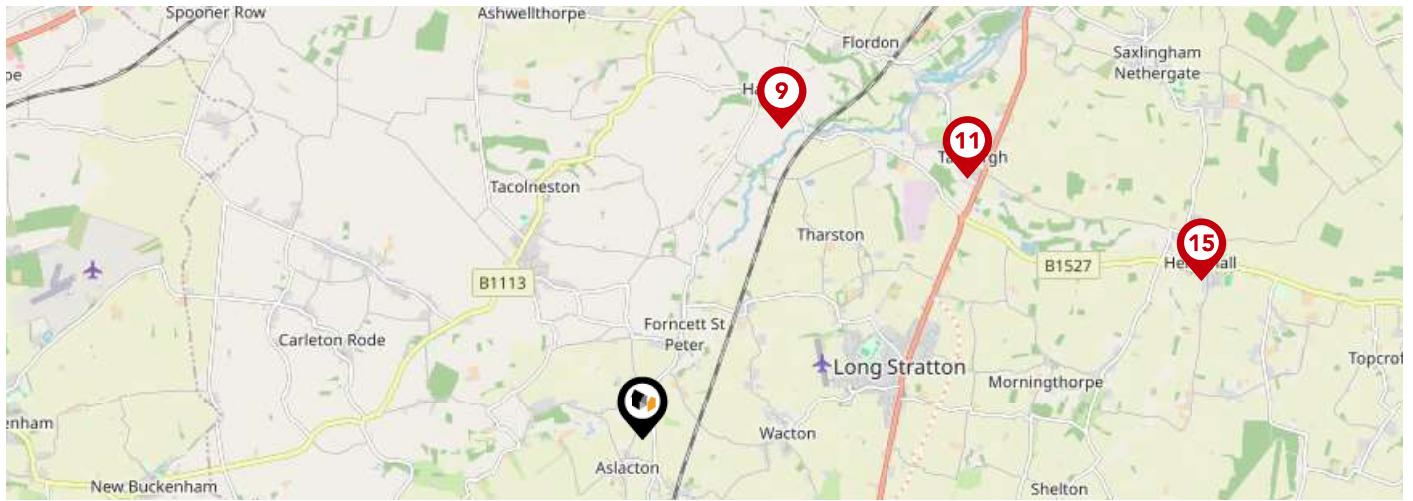 Spooner Row
Ashwellthorpe
Flordon
Saxlingham
Nethergate
9
11
Tacolneston
Tharston
15
B1527
B1113
Forncett St
Peter
Carleton Rode
Long Stratton
Morningthorpe
Wacton
Aslacton
New Buckenham
Shelton